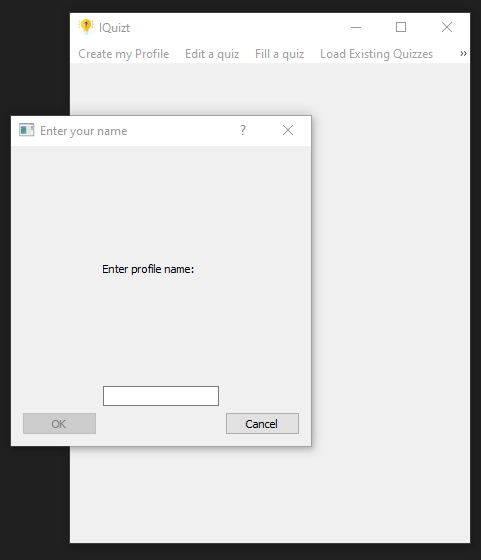 IQuizt
Create my Profile Edit a quiz Fill a quiz Load Existing Quizzes »
Enter your name ?
Enter profile name:
OK Cancel